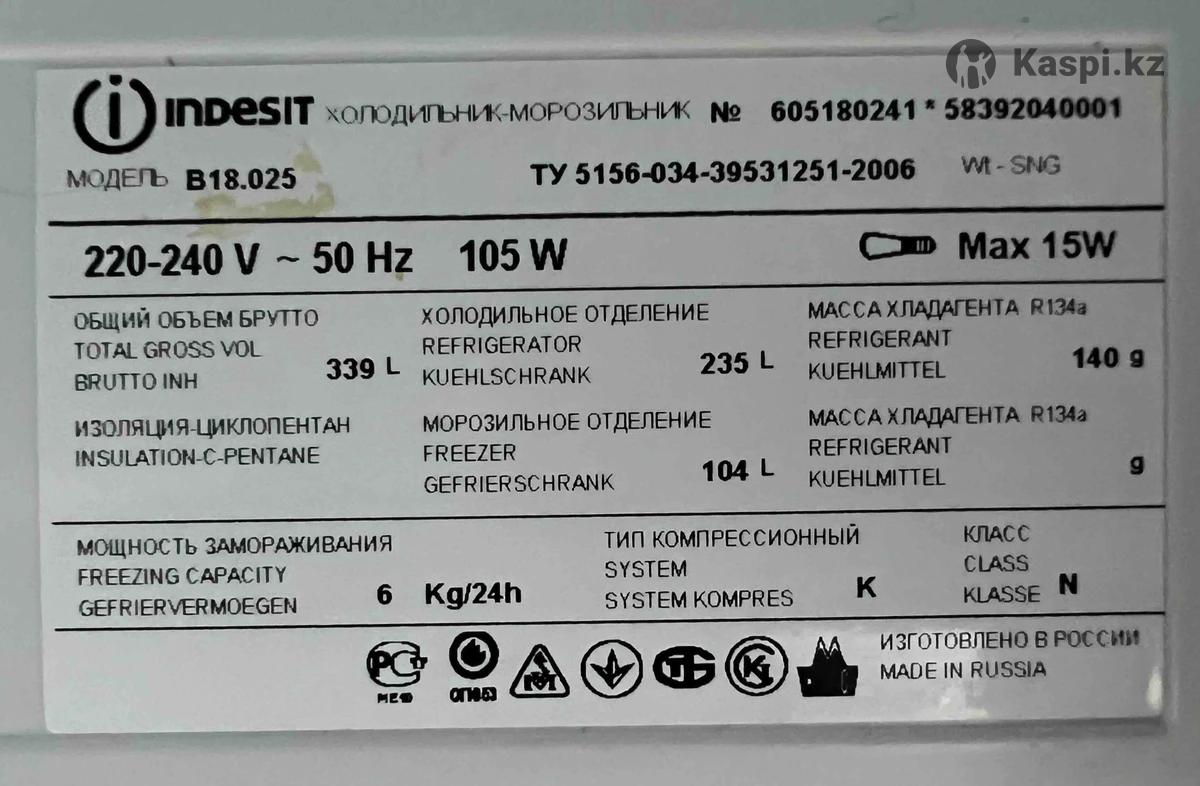 Kaspi.kz
INDESIT ХОЛОДИЛЬНИК-МОРОЗИЛЬНИК № 605180241 * 58392040001
МОДЕЛЬ B18.025 ТУ 5156-034-39531251-2006 Wt - SNG
220-240 V ~ 50 Hz 105 W Max 15W
ОБЩИЙ ОБЪЕМ БРУТТО
TOTAL GROSS VOL
BRUTTO INH
339 L
ХОЛОДИЛЬНОЕ ОТДЕЛЕНИЕ
REFRIGERATOR
KUEHLSCHRANK
235 L
МАССА ХЛАДАГЕНТА R134a
REFRIGERANT
KUEHLMITTEL
140 g
ИЗОЛЯЦИЯ-ЦИКЛОПЕНТАН
INSULATION-C-PENTANE
МОРОЗИЛЬНОЕ ОТДЕЛЕНИЕ
FREEZER
GEFRIERSCHRANK
104 L
МАССА ХЛАДАГЕНТА R134a
REFRIGERANT
KUEHLMITTEL
g
МОЩНОСТЬ ЗАМОРАЖИВАНИЯ
FREEZING CAPACITY
GEFRIERVERMOEGEN
6 Kg/24h
ТИП КОМПРЕССИОННЫЙ
SYSTEM
SYSTEM KOMPRES
K
КЛАСС
CLASS
KLASSE
N
ИЗГОТОВЛЕНО В РОССИИ
MADE IN RUSSIA